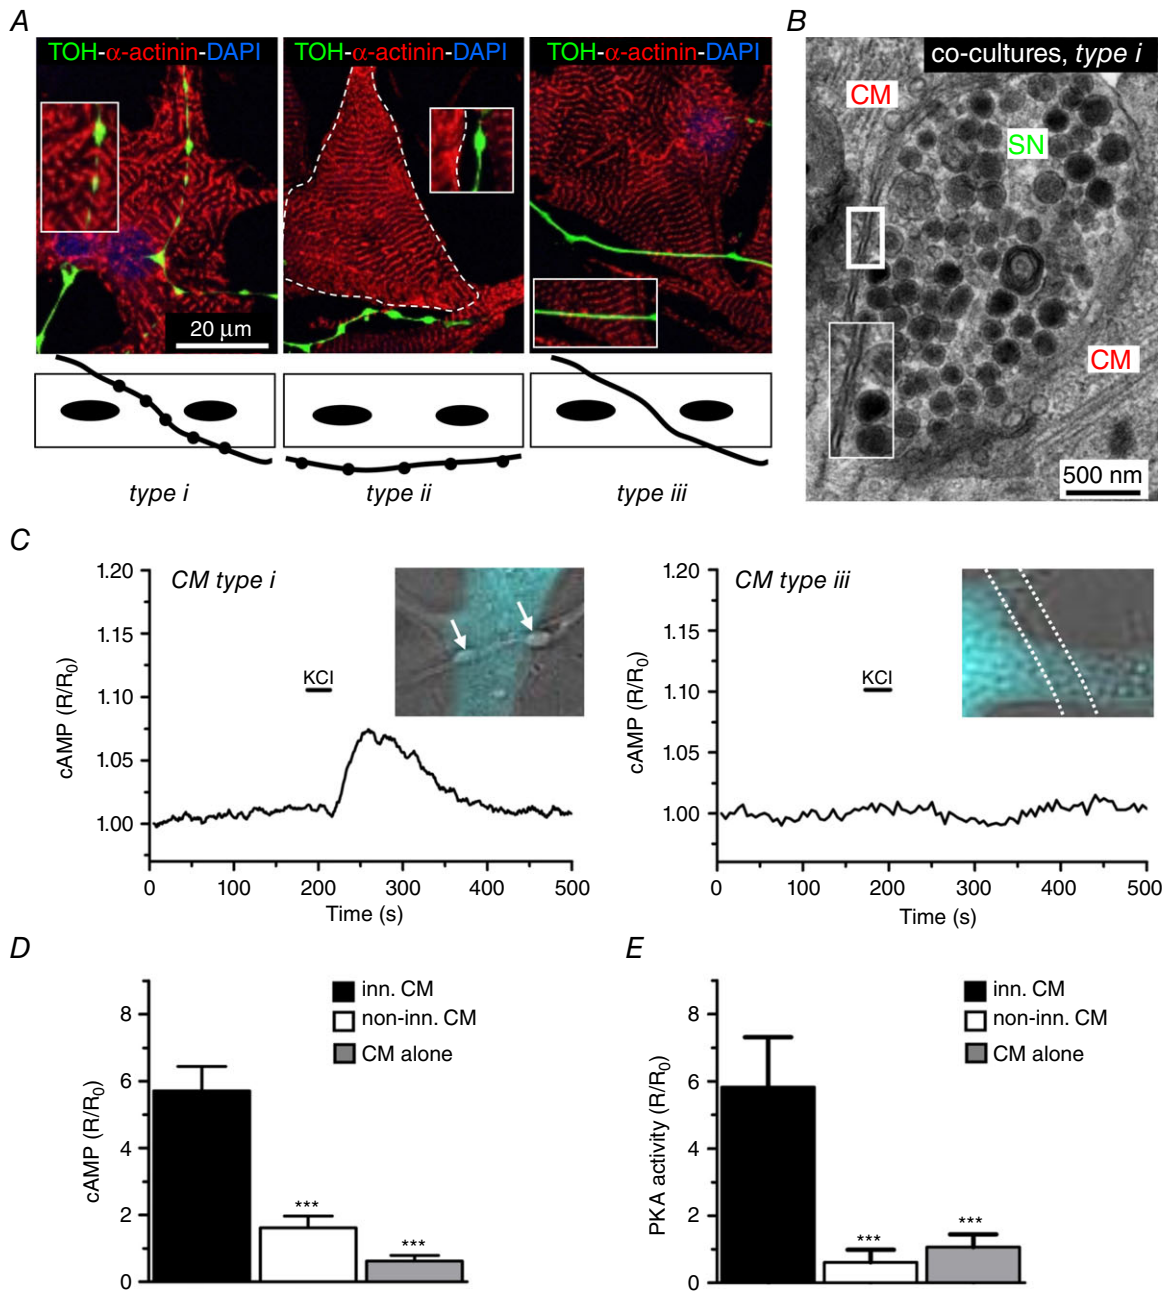 A
TOH-α-actinin-DAPI
TOH-α-actinin-DAPI
TOH-α-actinin-DAPI
20 μm
type i
type ii
type iii
B
co-cultures, type i
CM
SN
CM
500 nm
C
CM type i
cAMP (R/R0)
1.20
1.15
1.10
1.05
1.00
KCl
0
100
200
300
400
500
Time (s)
CM type iii
cAMP (R/R0)
1.20
1.15
1.10
1.05
1.00
KCl
0
100
200
300
400
500
Time (s)
D
cAMP (R/R0)
8
6
4
2
0
inn. CM
non-inn. CM
CM alone
***
***
E
PKA activity (R/R0)
8
6
4
2
0
inn. CM
non-inn. CM
CM alone
***
***